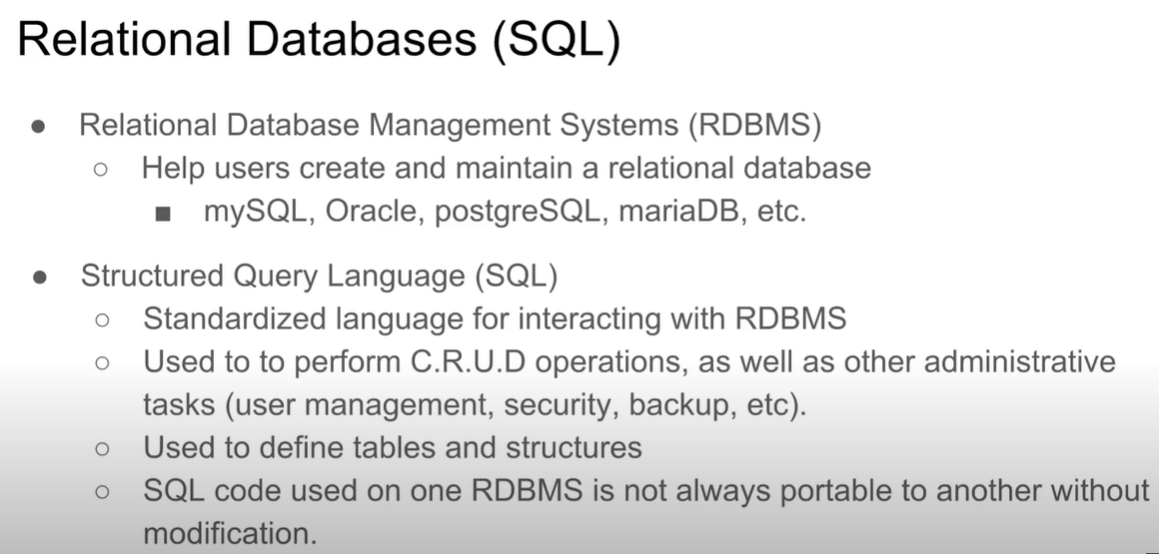 Relational Databases (SQL)
● Relational Database Management Systems (RDBMS)
○ Help users create and maintain a relational database
■ mySQL, Oracle, postgreSQL, mariaDB, etc.
● Structured Query Language (SQL)
○ Standardized language for interacting with RDBMS
○ Used to to perform C.R.U.D operations, as well as other administrative
tasks (user management, security, backup, etc).
○ Used to define tables and structures
○ SQL code used on one RDBMS is not always portable to another without
modification.